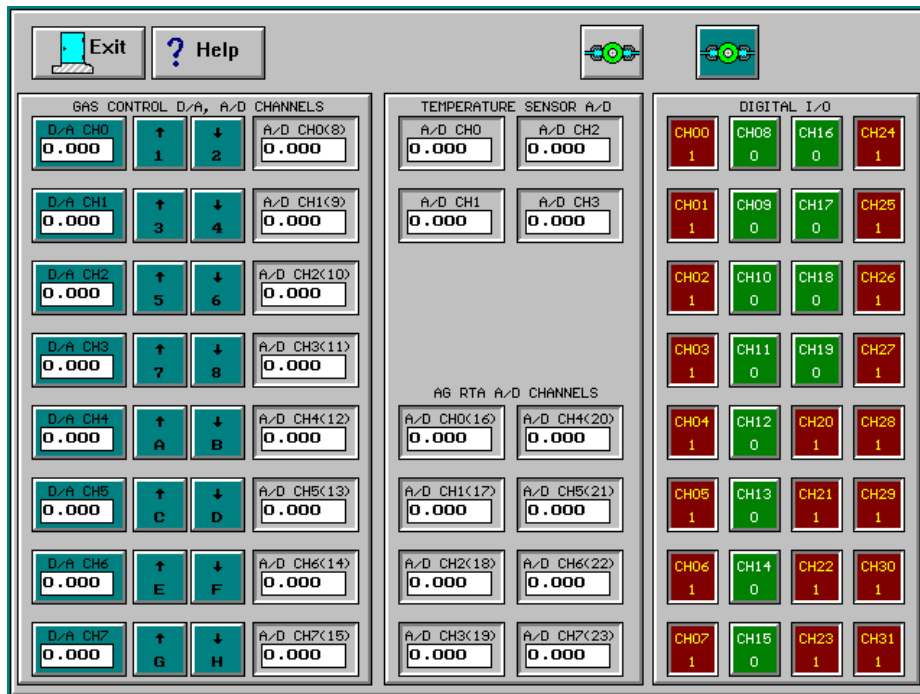 Exit
? Help
GAS CONTROL D/A, A/D CHANNELS
D/A CH0
0.000
↑
1
↓
2
A/D CH0(8)
0.000
D/A CH1
0.000
↑
3
↓
4
A/D CH1(9)
0.000
D/A CH2
0.000
↑
5
↓
6
A/D CH2(10)
0.000
D/A CH3
0.000
↑
7
↓
8
A/D CH3(11)
0.000
D/A CH4
0.000
↑
A
↓
B
A/D CH4(12)
0.000
D/A CH5
0.000
↑
C
↓
D
A/D CH5(13)
0.000
D/A CH6
0.000
↑
E
↓
F
A/D CH6(14)
0.000
D/A CH7
0.000
↑
G
↓
H
A/D CH7(15)
0.000
TEMPERATURE SENSOR A/D
A/D CH0
0.000
A/D CH2
0.000
A/D CH1
0.000
A/D CH3
0.000
AG RTA A/D CHANNELS
A/D CH0(16)
0.000
A/D CH4(20)
0.000
A/D CH1(17)
0.000
A/D CH5(21)
0.000
A/D CH2(18)
0.000
A/D CH6(22)
0.000
A/D CH3(19)
0.000
A/D CH7(23)
0.000
DIGITAL I/O
CH00
1
CH08
0
CH16
0
CH24
1
CH01
1
CH09
0
CH17
0
CH25
1
CH02
1
CH10
0
CH18
0
CH26
1
CH03
1
CH11
0
CH19
0
CH27
1
CH04
1
CH12
0
CH20
1
CH28
1
CH05
1
CH13
0
CH21
1
CH29
1
CH06
1
CH14
0
CH22
1
CH30
1
CH07
1
CH15
0
CH23
1
CH31
1